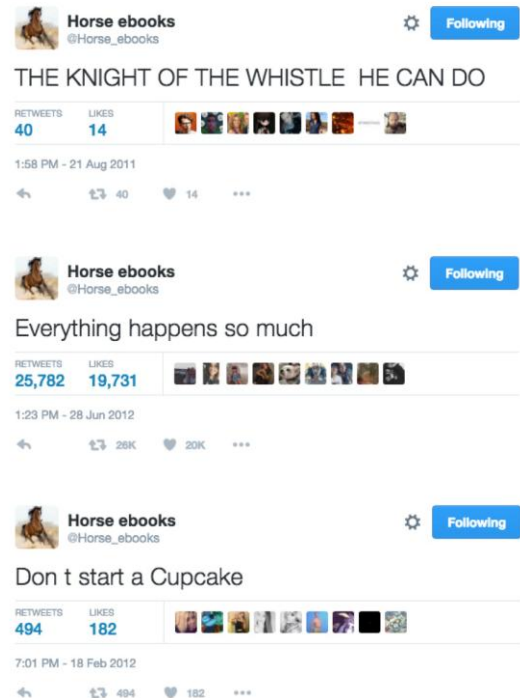 Horse ebooks
@Horse_ebooks
Following
THE KNIGHT OF THE WHISTLE HE CAN DO
RETWEETS LIKES
40 14
1:58 PM - 21 Aug 2011
40 14
Horse ebooks
@Horse_ebooks
Following
Everything happens so much
RETWEETS LIKES
25,782 19,731
1:23 PM - 28 Jun 2012
26K 20K
Horse ebooks
@Horse_ebooks
Following
Don t start a Cupcake
RETWEETS LIKES
494 182
7:01 PM - 18 Feb 2012
494 182